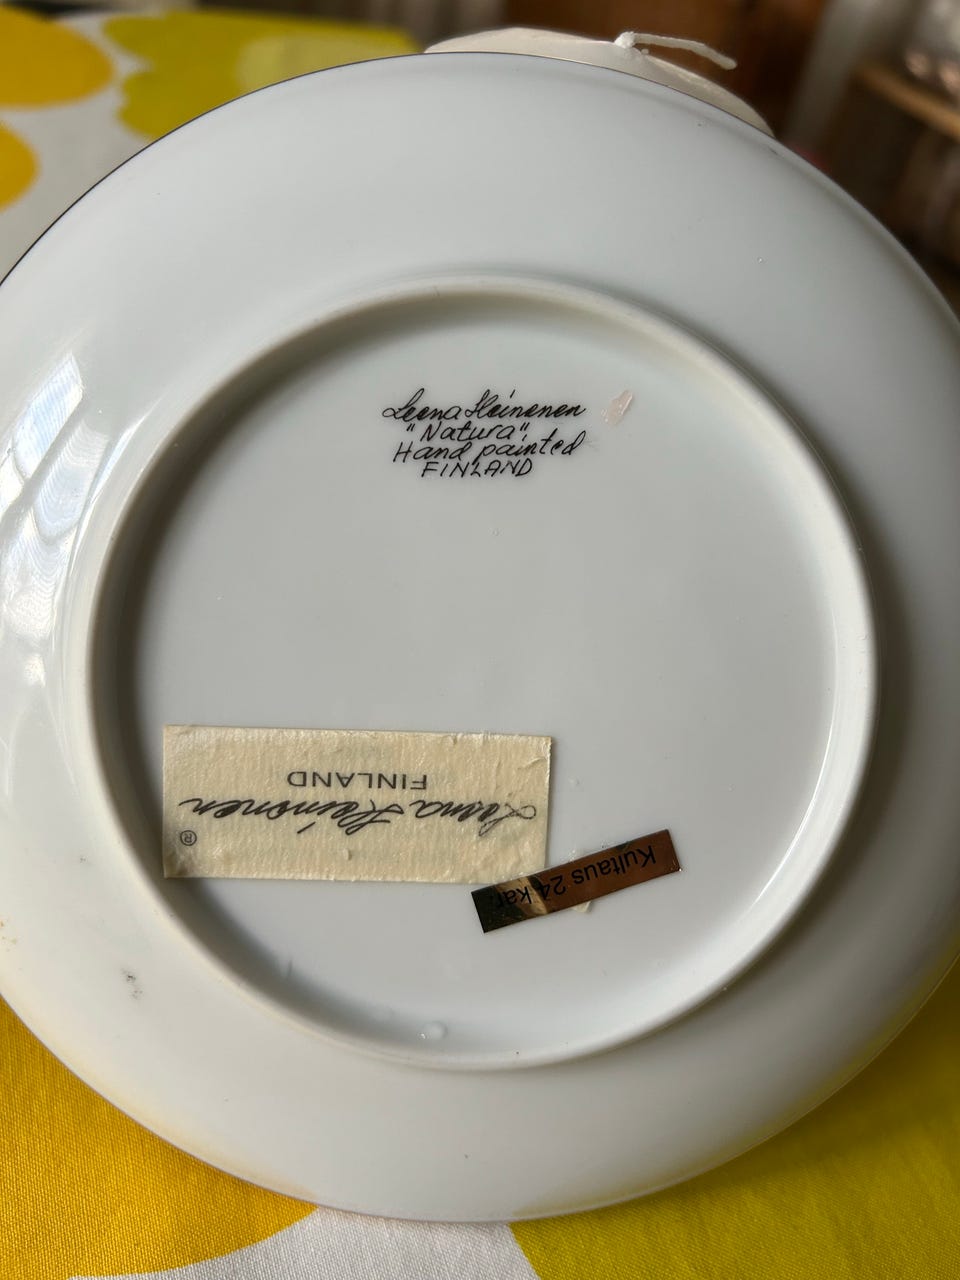 Leena Heinonen
"Natura"
Hand painted
FINLAND
Leena Heinonen ®
FINLAND
Kultaus 24 kar.